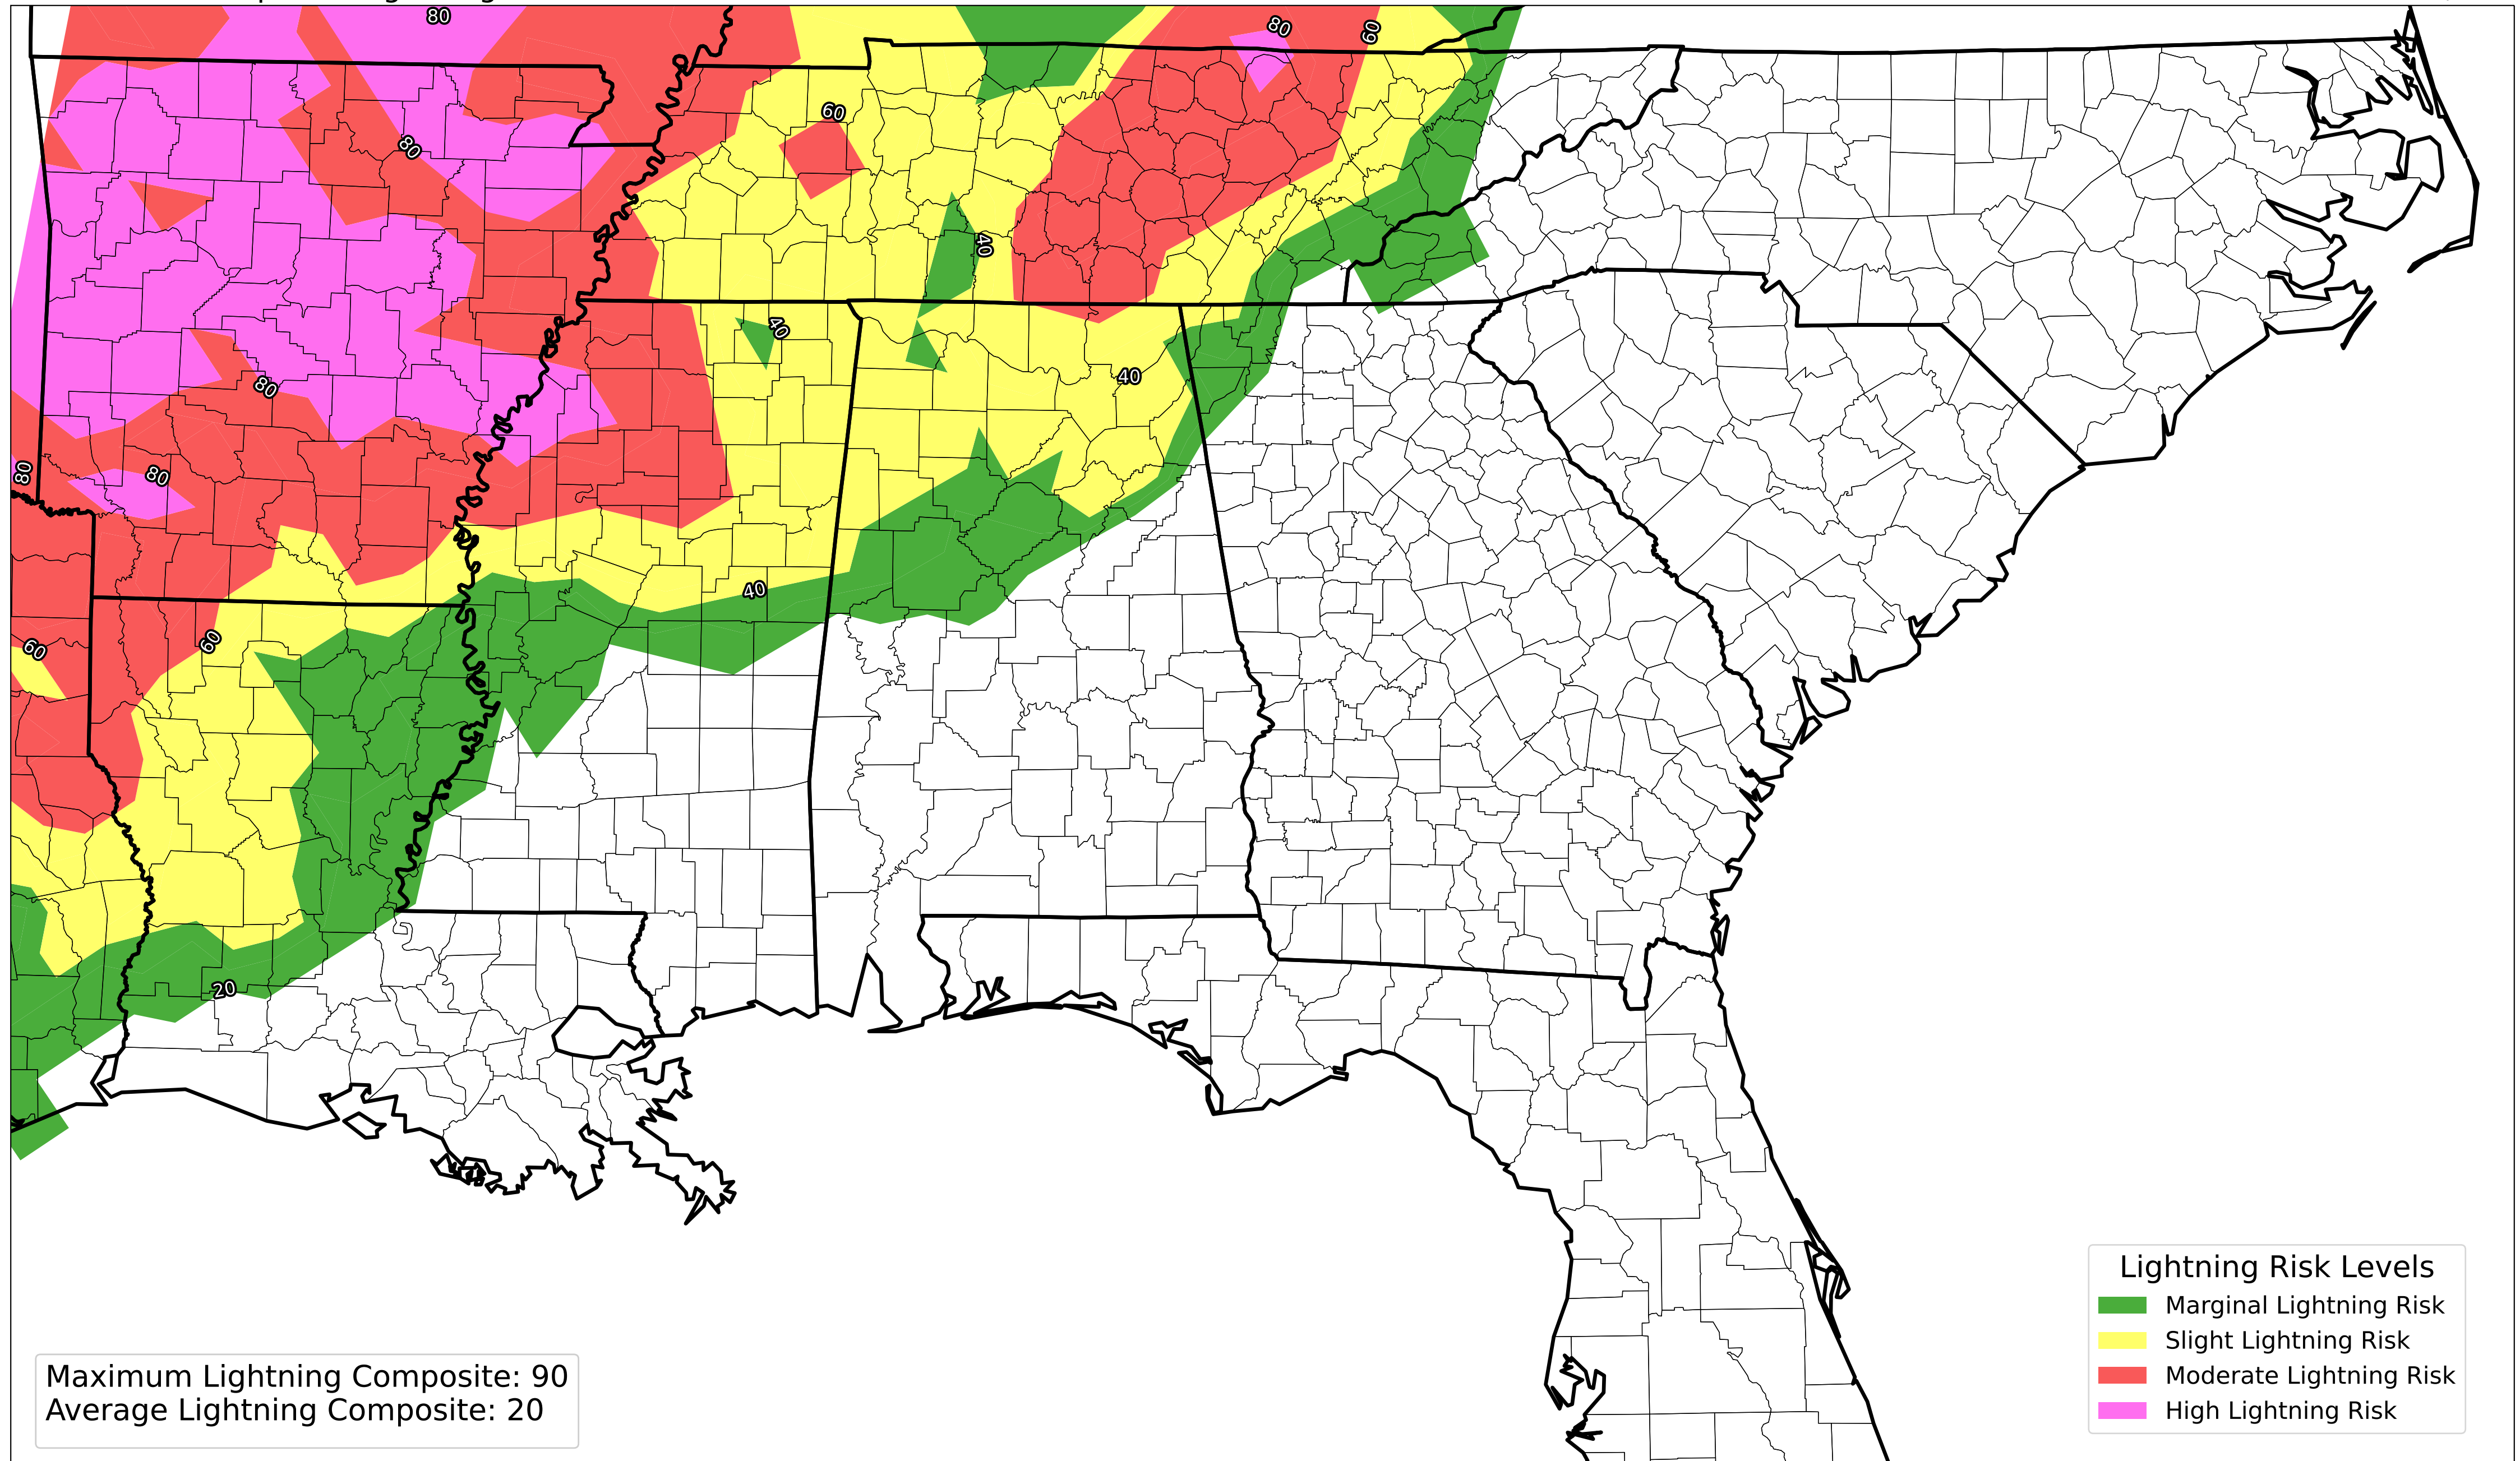 80
80
60
60
80
40
40
40
80
80
80
40
60
60
20
Lightning Risk Levels
Marginal Lightning Risk
Slight Lightning Risk
Moderate Lightning Risk
High Lightning Risk
Maximum Lightning Composite: 90
Average Lightning Composite: 20